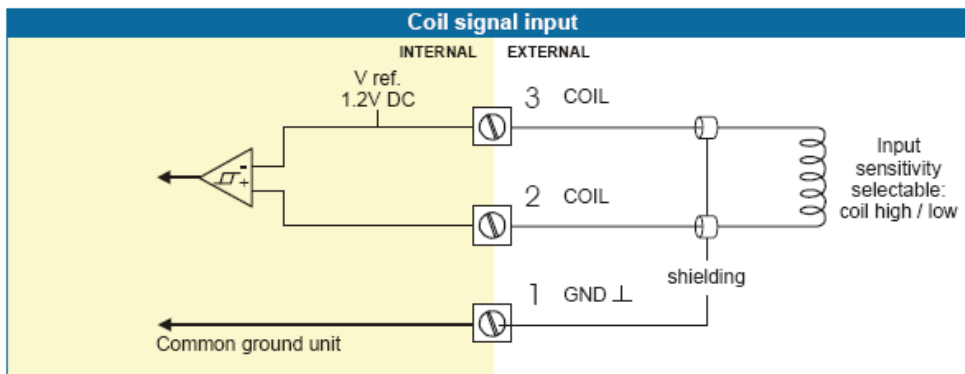 Coil signal input
INTERNAL
EXTERNAL
V ref.
1.2V DC
3 COIL
-
+
2 COIL
Input
sensitivity
selectable:
coil high / low
shielding
1 GND ⊥
Common ground unit